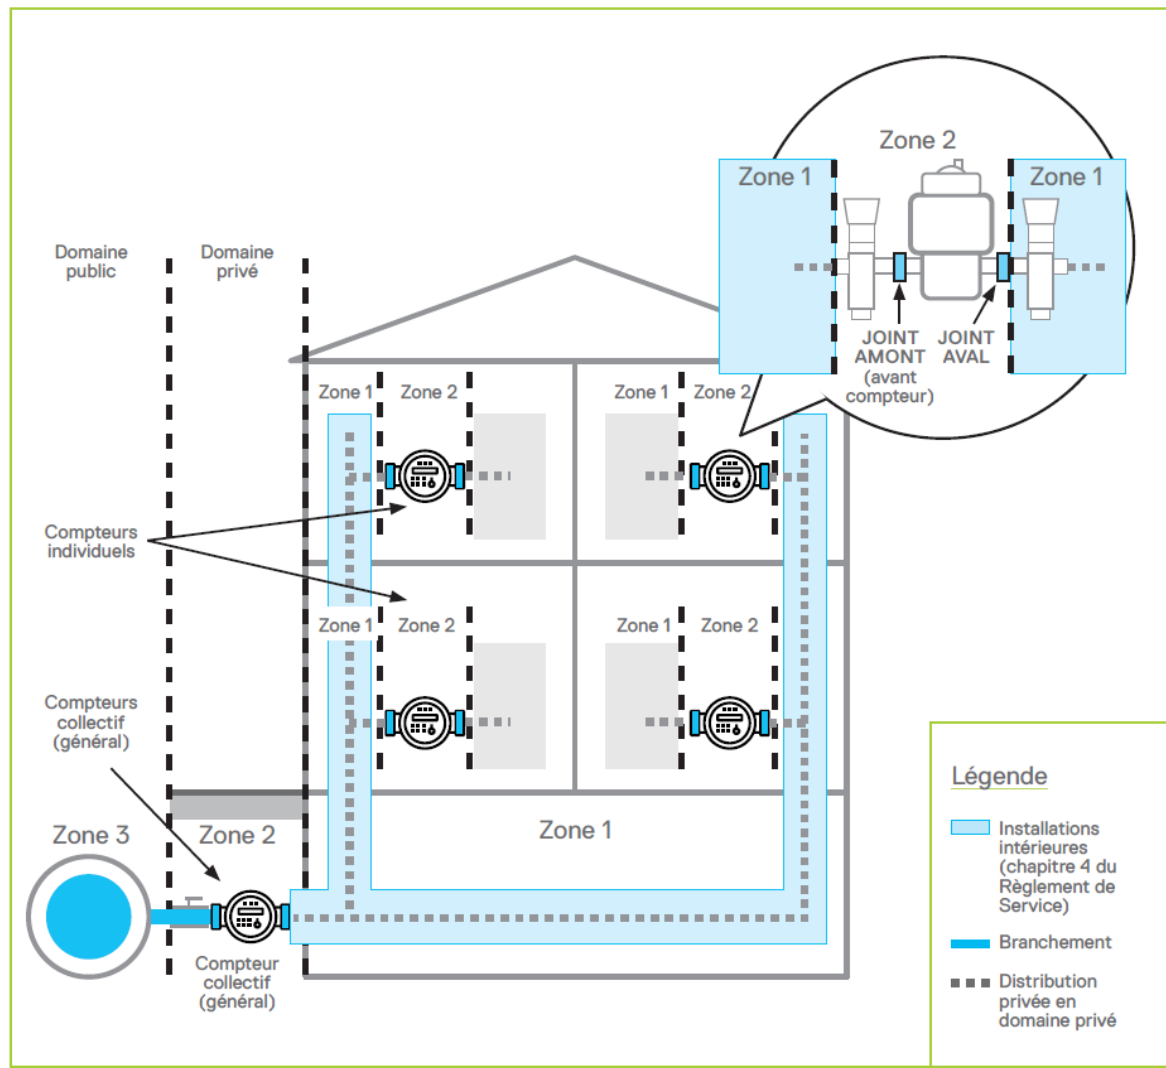 Zone 2
Zone 1
Zone 1
JOINT
AMONT
(avant
compteur)
JOINT
AVAL
Domaine
public
Domaine
privé
Zone 1
Zone 2
Zone 1
Zone 2
Compteurs
individuels
Zone 1
Zone 2
Zone 1
Zone 2
Compteurs
collectif
(général)
Zone 3
Zone 2
Zone 1
Compteur
collectif
(général)
Légende
Installations
intérieures
(chapitre 4 du
Règlement de
Service)
Branchement
Distribution
privée en
domaine privé